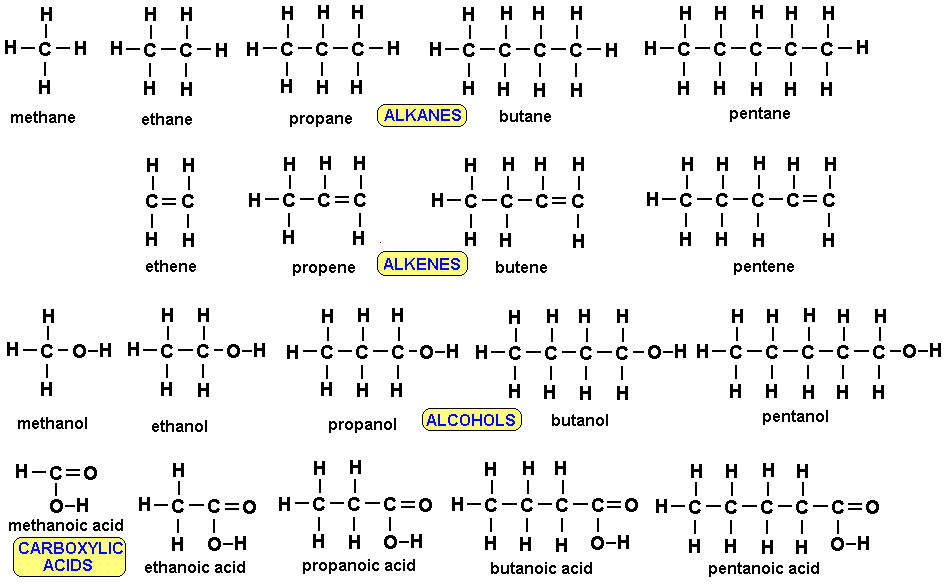 H H H H H H H H H H H H H H H
H–C–H H–C–C–H H–C–C–C–H H–C–C–C–C–H H–C–C–C–C–C–H
H H H H H H H H H H H H H H H
methane ethane propane ALKANES butane pentane
H H H H H H H H H H H H H H
C=C H–C–C=C H–C–C–C=C H–C–C–C–C=C
H H H H H H H H H H H
ethene propene ALKENES butene pentene
H H H H H H H H H H H H H H H
H–C–O–H H–C–C–O–H H–C–C–C–O–H H–C–C–C–C–O–H H–C–C–C–C–C–O–H
H H H H H H H H H H H H H H H
methanol ethanol propanol ALCOHOLS butanol pentanol
H H H H H H H H H H
H–C=O H–C–C=O H–C–C–C=O H–C–C–C–C=O H–C–C–C–C–C=O
O–H H O–H H H O–H H H H O–H H H H H O–H
methanoic acid ethanoic acid propanoic acid butanoic acid pentanoic acid
CARBOXYLIC
ACIDS